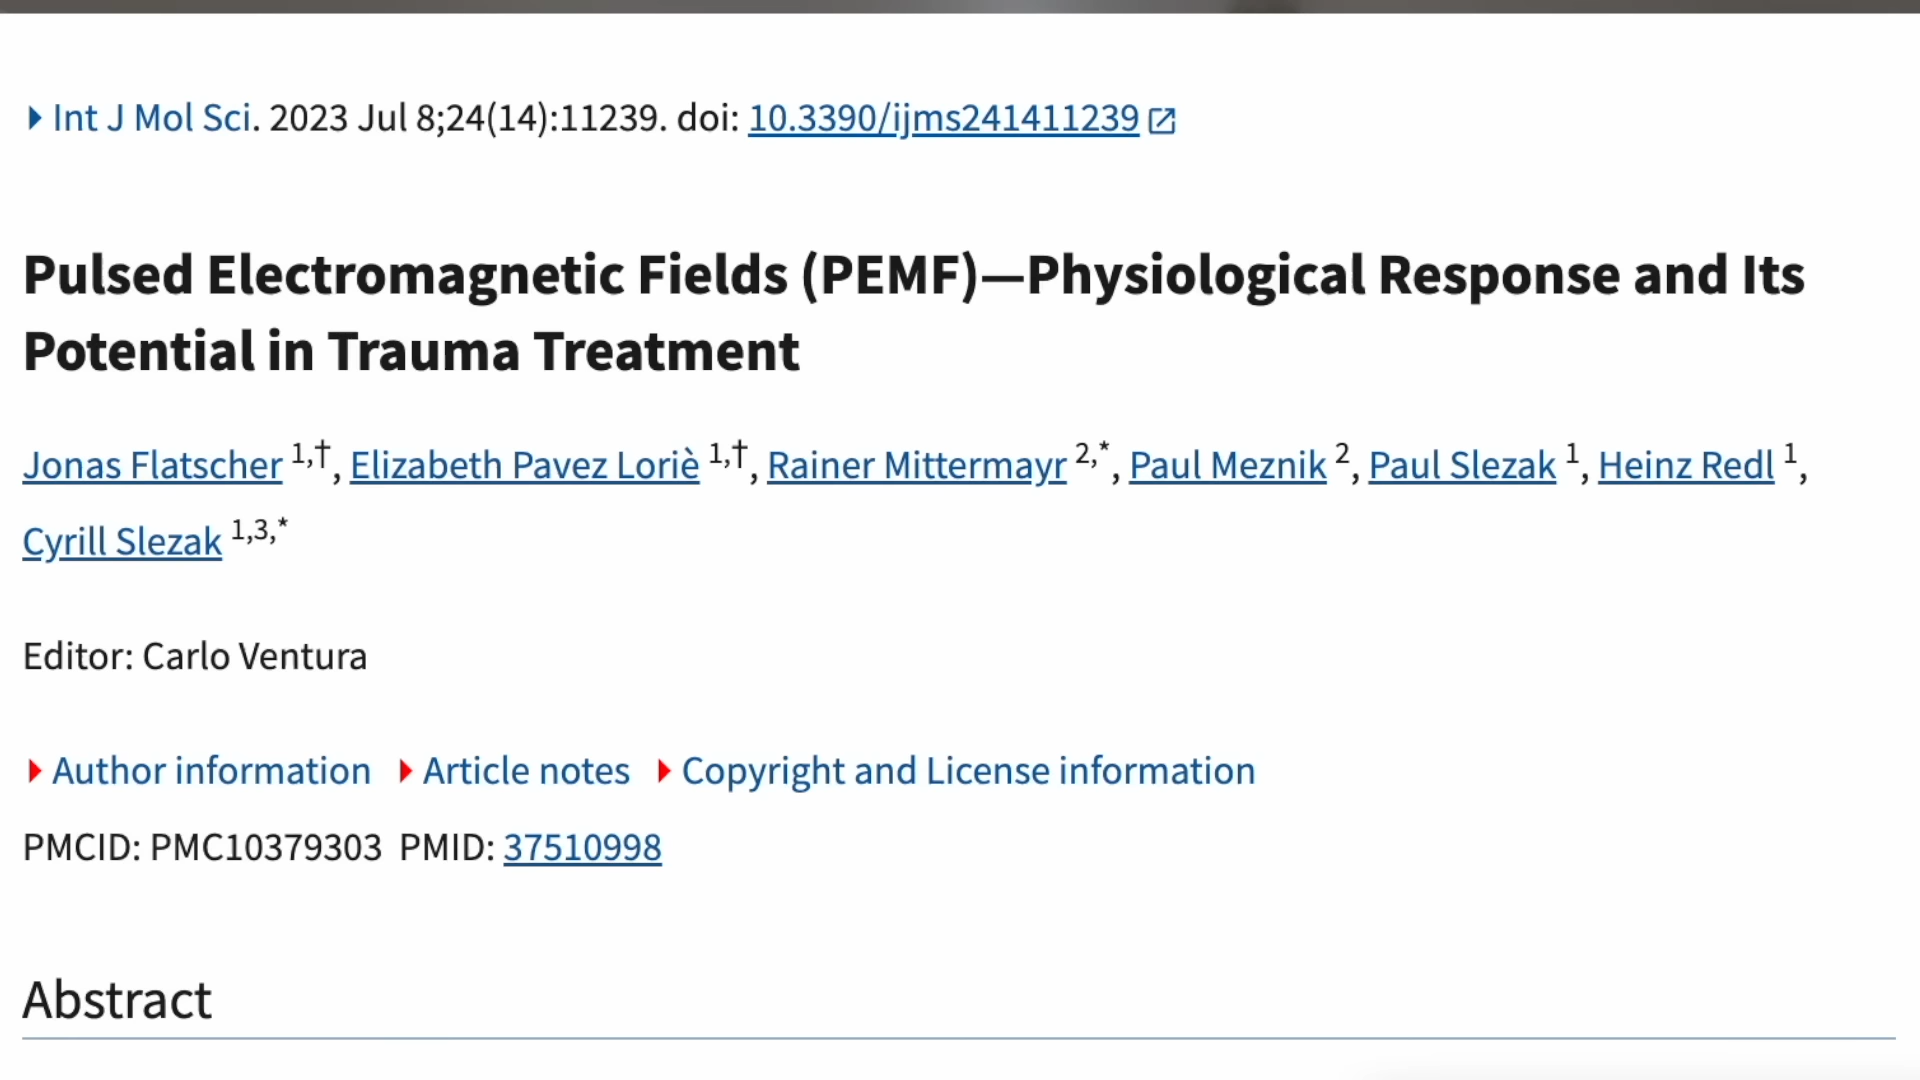 Int J Mol Sci. 2023 Jul 8;24(14):11239. doi: 10.3390/ijms241411239
Pulsed Electromagnetic Fields (PEMF)—Physiological Response and Its
Potential in Trauma Treatment
Jonas Flatscher 1,†, Elizabeth Pavez Loriè 1,†, Rainer Mittermayr 2,*, Paul Meznik 2, Paul Slezak 1, Heinz Redl 1,
Cyrill Slezak 1,3,*
Editor: Carlo Ventura
Author information Article notes Copyright and License information
PMCID: PMC10379303 PMID: 37510998
Abstract